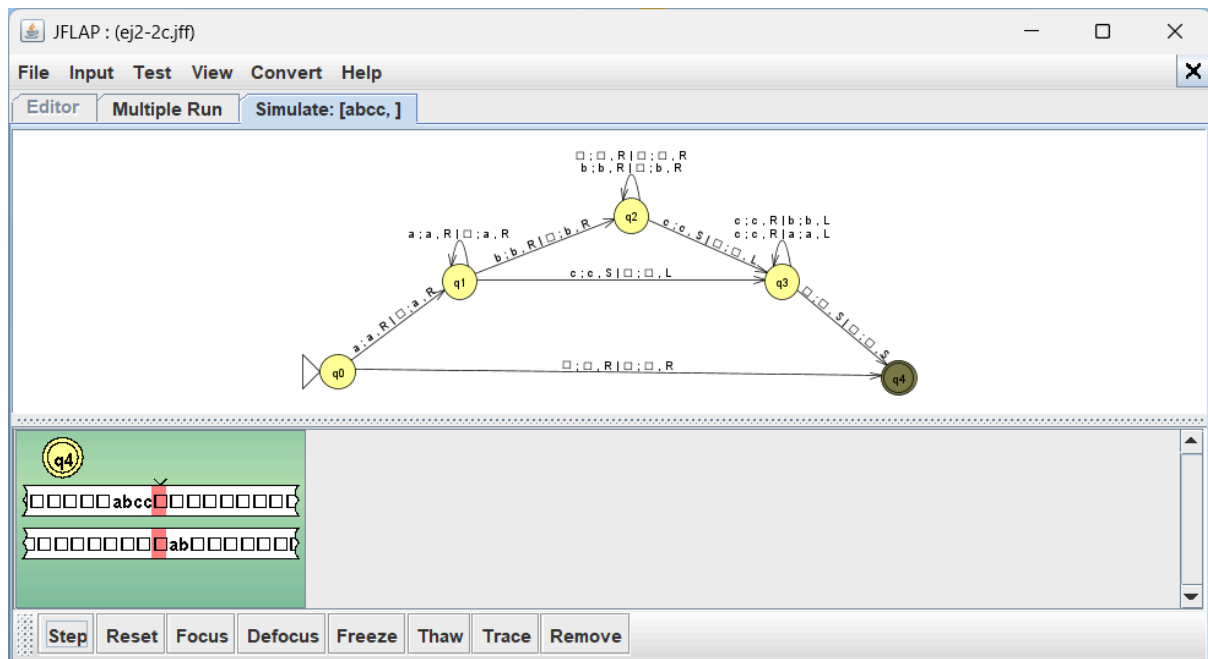 JFLAP : (ej2-2c.jff)
File Input Test View Convert Help
Editor Multiple Run Simulate: [abcc, ]
□;□,R|□;□,R
b;b,R|□;b,R
a;a,R|□;a,R
q2
c;c,R|b;b,L
c;c,R|a;a,L
b;b,R|□;b,R
c;c,S|□;□,L
q1
c;c,S|□;□,L
q3
a;a,R|□;a,R
□;□,S|□;□,S
q0
□;□,R|□;□,R
q4
q4
□□□□□abcc□□□□□□□□□
□□□□□□□□□ab□□□□□□□
Step Reset Focus Defocus Freeze Thaw Trace Remove